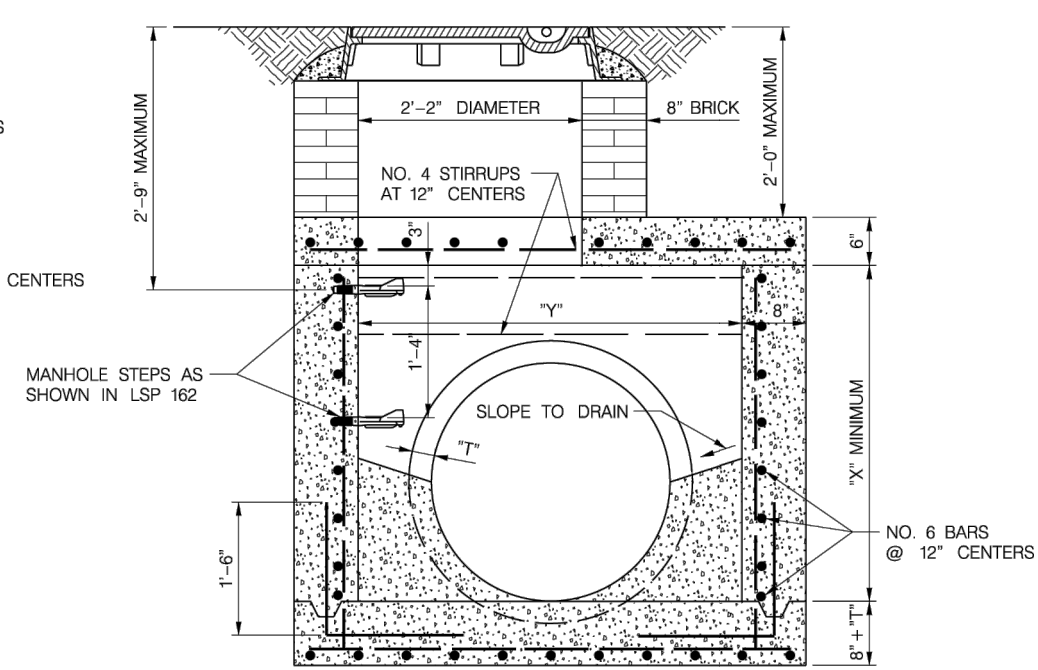 2'-9" MAXIMUM
2'-2" DIAMETER
8" BRICK
2'-0" MAXIMUM
NO. 4 STIRRUPS
AT 12" CENTERS
3"
6"
S
CENTERS
"Y"
8"
1'-4"
MANHOLE STEPS AS
SHOWN IN LSP 162
SLOPE TO DRAIN
"T"
"X" MINIMUM
1'-6"
NO. 6 BARS
@ 12" CENTERS
8" + "T"